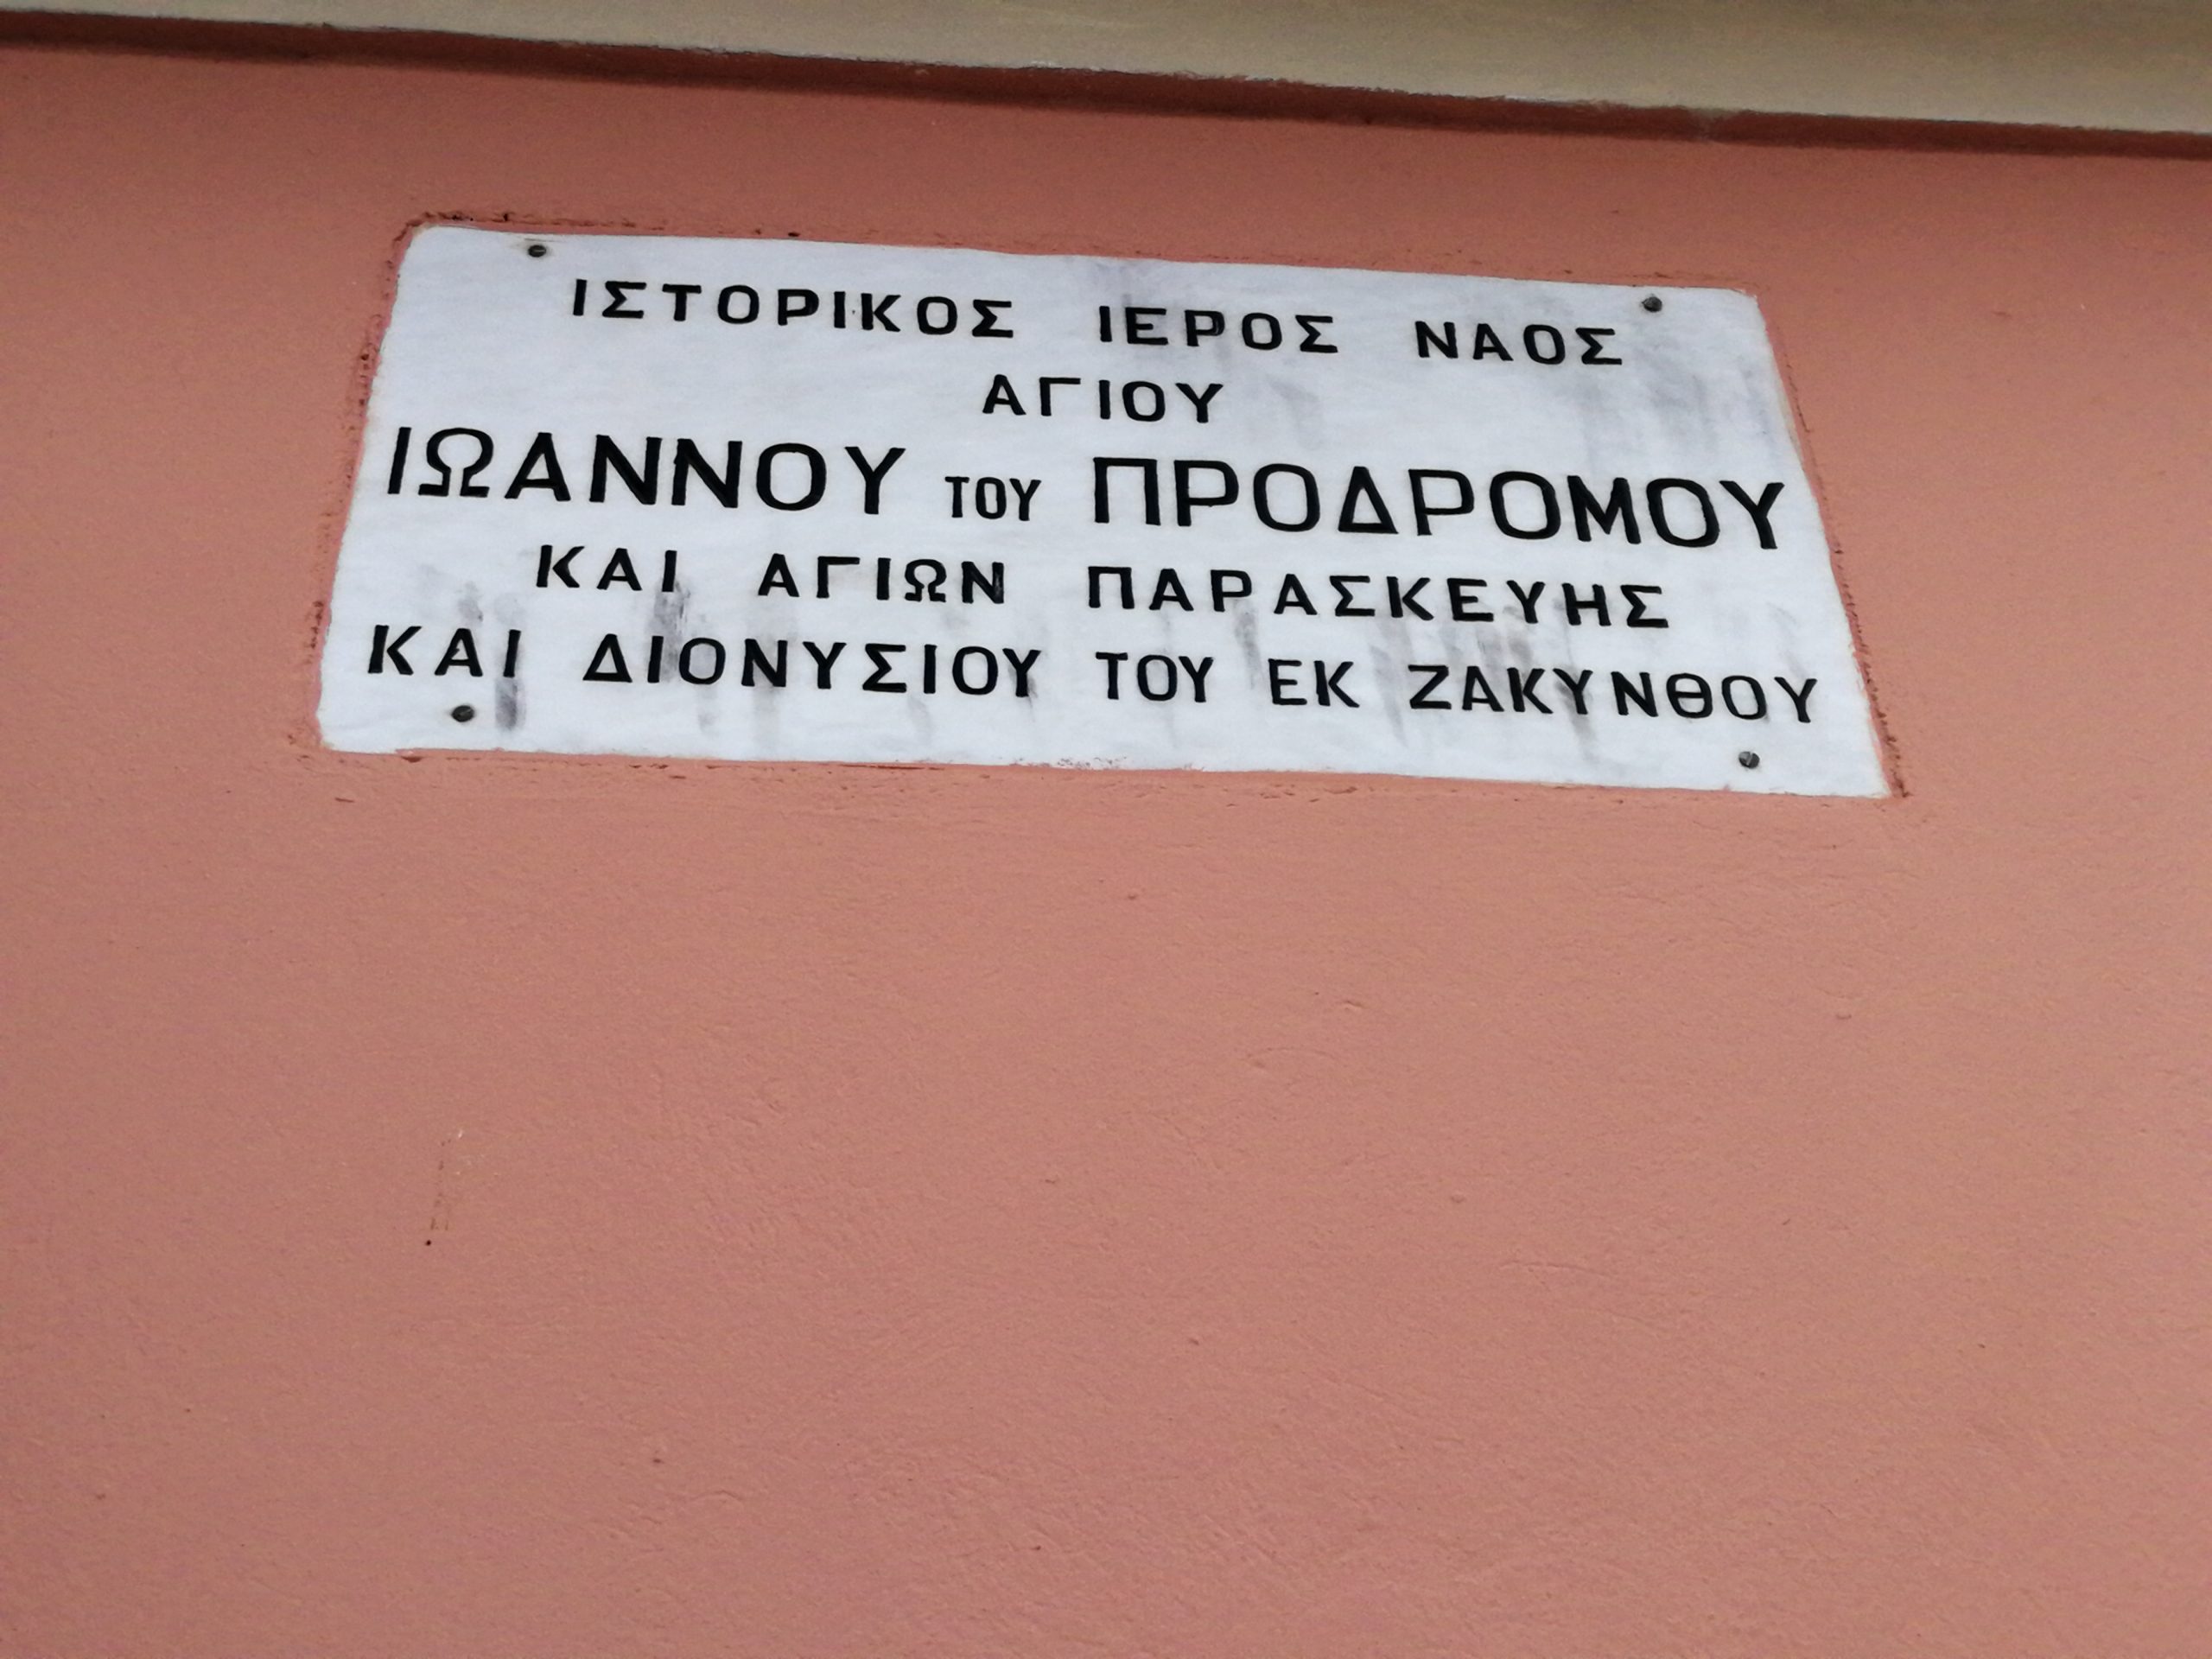 ΙΣΤΟΡΙΚΟΣ ΙΕΡΟΣ ΝΑΟΣ
ΑΓΙΟΥ
ΙΩΑΝΝΟΥ ΤΟΥ ΠΡΟΔΡΟΜΟΥ
ΚΑΙ ΑΓΙΩΝ ΠΑΡΑΣΚΕΥΗΣ
ΚΑΙ ΔΙΟΝΥΣΙΟΥ ΤΟΥ ΕΚ ΖΑΚΥΝΘΟΥ